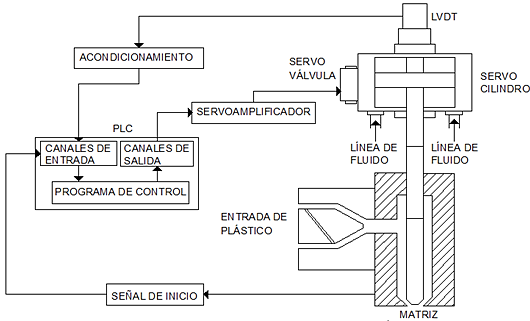 LVDT
ACONDICIONAMIENTO
SERVO
VÁLVULA
SERVO
CILINDRO
SERVOAMPLIFICADOR
PLC
CANALES DE
ENTRADA
CANALES DE
SALIDA
PROGRAMA DE CONTROL
LÍNEA DE
FLUIDO
LÍNEA DE
FLUIDO
ENTRADA DE
PLÁSTICO
SEÑAL DE INICIO
MATRIZ